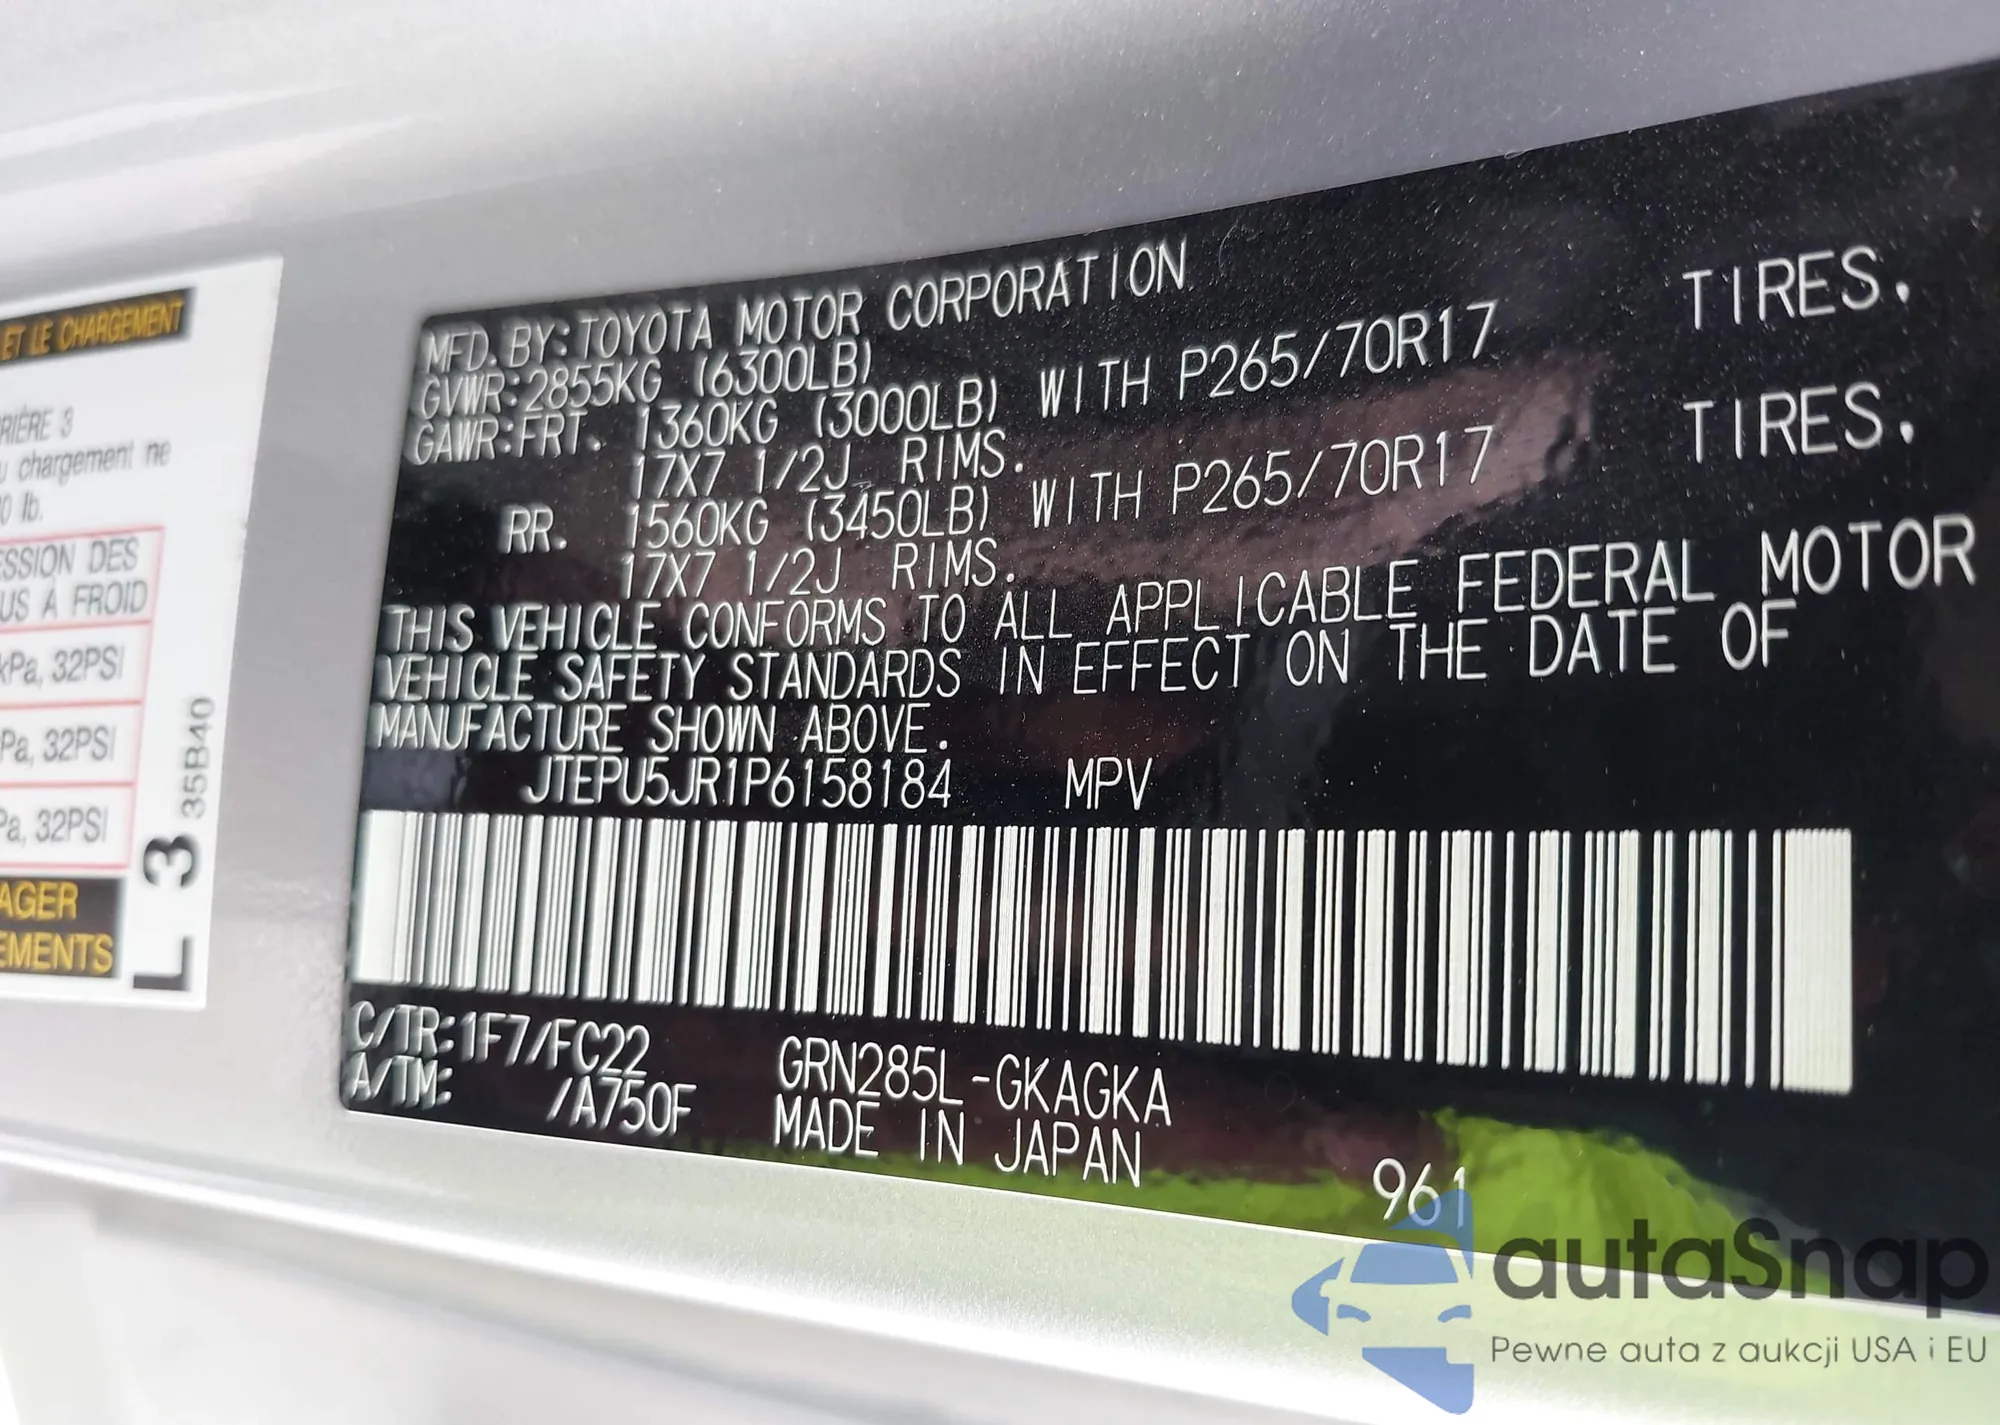 ET LE CHARGEMENT
RIÈRE 3
chargement ne
lb.
DES
À FROID
kPa, 32PSI
Pa, 32PSI
Pa, 32PSI
L 3 35B40
MFD. BY: TOYOTA MOTOR CORPORATION
GVWR: 2855KG (6300LB)
GAWR: FRT. 1360KG (3000LB) WITH P265/70R17 TIRES,
17X7 1/2J RIMS.
RR. 1560KG (3450LB) WITH P265/70R17 TIRES,
17X7 1/2J RIMS.
THIS VEHICLE CONFORMS TO ALL APPLICABLE FEDERAL MOTOR
VEHICLE SAFETY STANDARDS IN EFFECT ON THE DATE OF
MANUFACTURE SHOWN ABOVE.
JTEPU5JR1P6158184 MPV
C/TR: 1F7/FC22 GRN285L-GKAGKA
A/TM: /A750F MADE IN JAPAN
961
autaSnap
Pewne auta z aukcji USA i EU